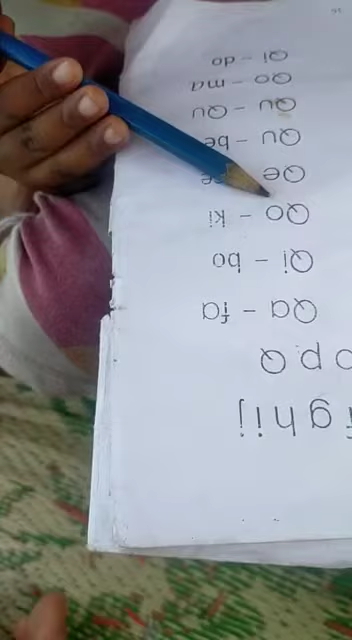 f g h i j
o p Q
Qa - fa
Qi - bo
Qo - ki
Qe
Qu - be
Qu - Qu
Qo - ma
Qi - do